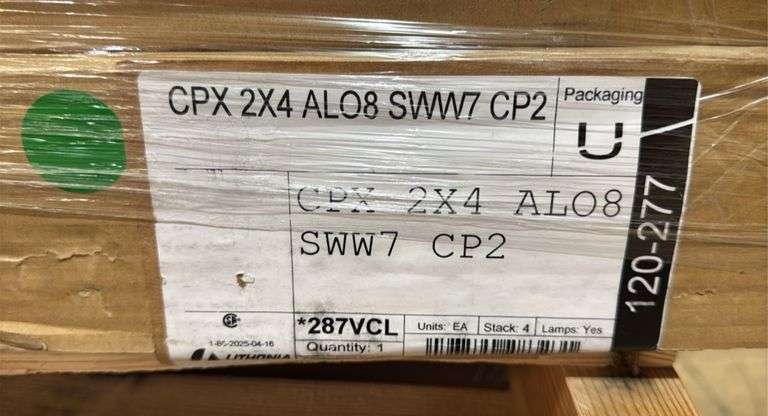 CPX 2X4 ALO8 SWW7 CP2
Packaging
U
CPX 2X4 ALO8
SWW7 CP2
120-277
*287VCL
Units: EA
Stack: 4
Lamps: Yes
Quantity: 1
LITHONIA